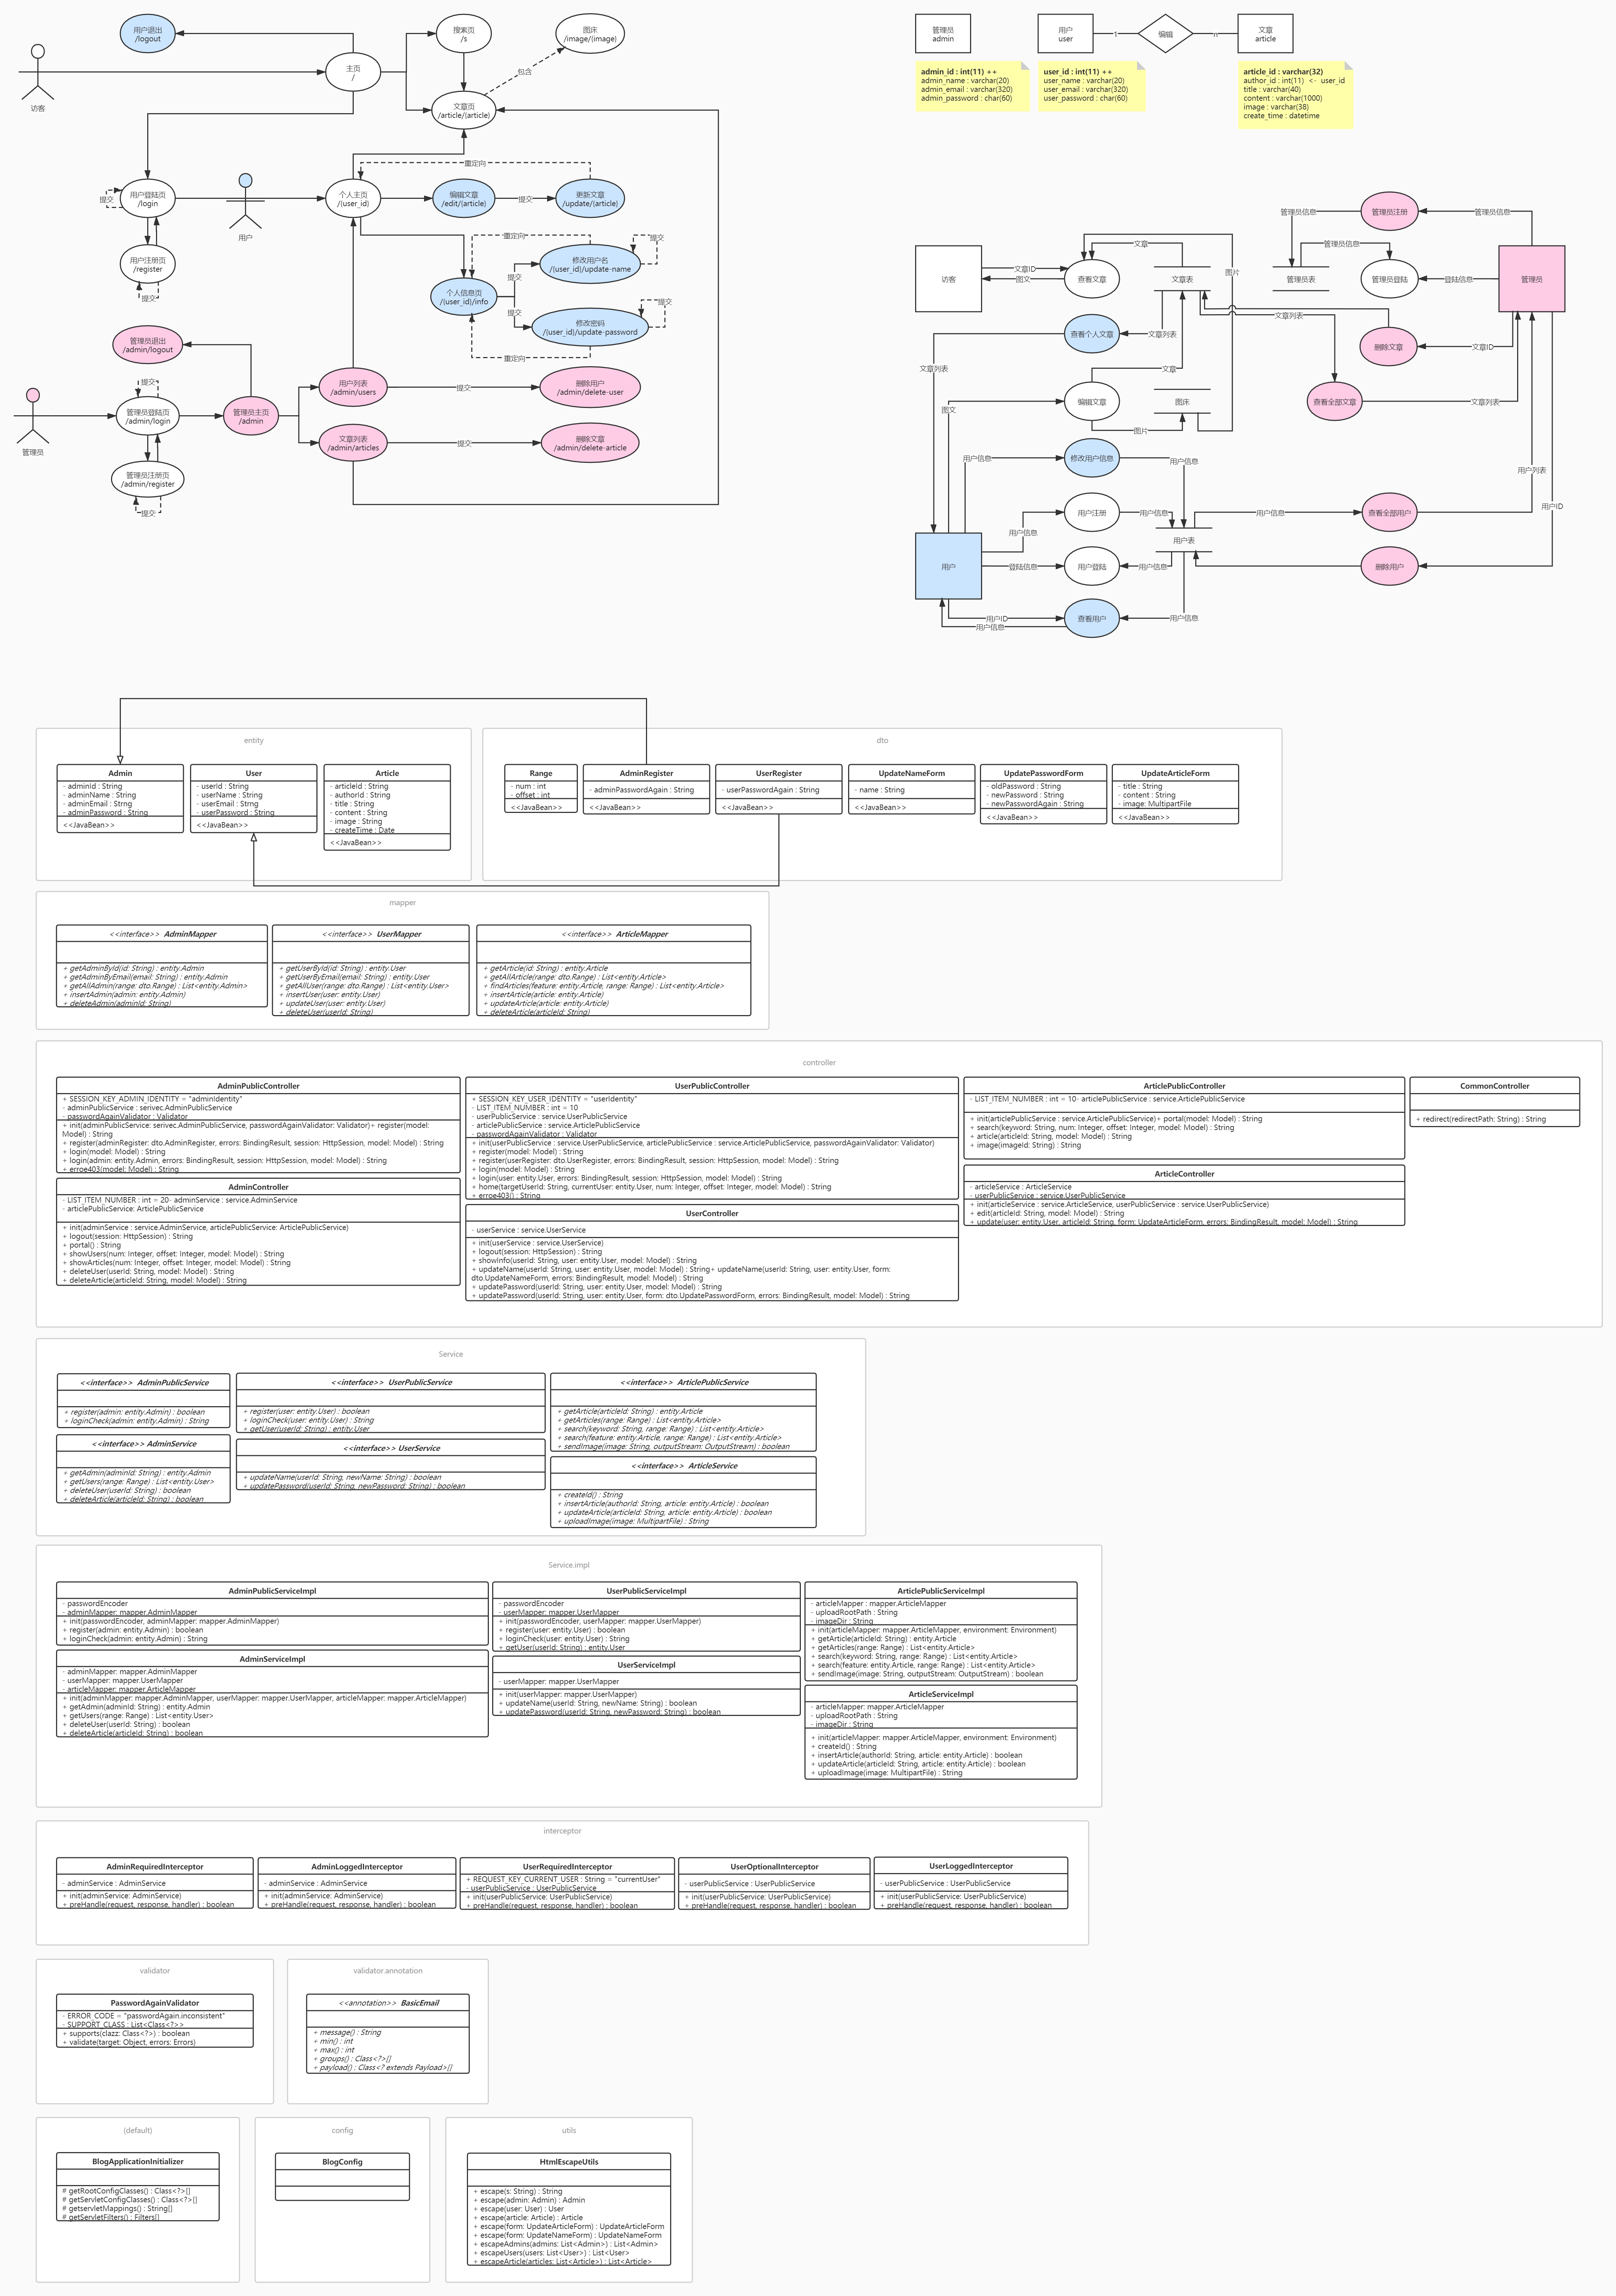 用户退出
/logout
搜索页
/s
图床
/image/(image)
主页
/
包含
访客
文章页
/article/(article)
重定向
用户登陆页
/login
提交
用户
个人主页
/(user_id)
编辑文章
/edit/(article)
提交
更新文章
/update/(article)
用户注册页
/register
提交
重定向
提交
修改用户名
/(user_id)/update-name
提交
个人信息页
/(user_id)/info
提交
提交
修改密码
/(user_id)/update-password
重定向
管理员退出
/admin/logout
提交
用户列表
/admin/users
提交
删除用户
/admin/delete-user
管理员
管理员登陆页
/admin/login
管理员主页
/admin
文章列表
/admin/articles
提交
删除文章
/admin/delete-article
管理员注册页
/admin/register
提交
管理员
admin
用户
user
1
编辑
n
文章
article
admin_id : int(11) ++
admin_name : varchar(20)
admin_email : varchar(320)
admin_password : char(60)
user_id : int(11) ++
user_name : varchar(20)
user_email : varchar(320)
user_password : char(60)
article_id : varchar(32)
author_id : int(11)  <-  user_id
title : varchar(40)
content : varchar(1000)
image : varchar(38)
create_time : datetime
管理员信息
管理员注册
管理员信息
文章
管理员信息
访客
文章ID
图文
查看文章
文章表
图片
管理员表
管理员登陆
登陆信息
管理员
文章列表
查看个人文章
文章列表
删除文章
文章ID
文章列表
文章
图文
编辑文章
图床
查看全部文章
文章列表
图片
用户信息
修改用户信息
用户信息
用户列表
用户信息
用户注册
用户信息
用户信息
查看全部用户
用户ID
用户表
用户
登陆信息
用户登陆
用户信息
删除用户
用户ID
用户信息
查看用户
用户信息
entity
Admin
- adminId : String
- adminName : String
- adminEmail : Strng
- adminPassword : String
<<JavaBean>>
User
- userId : String
- userName : String
- userEmail : Strng
- userPassword : String
<<JavaBean>>
Article
- articleId : String
- authorId : String
- title : String
- content : String
- image : String
- createTime : Date
<<JavaBean>>
dto
Range
- num : int
- offset : int
<<JavaBean>>
AdminRegister
- adminPasswordAgain : String
<<JavaBean>>
UserRegister
- userPasswordAgain : String
<<JavaBean>>
UpdateNameForm
- name : String
<<JavaBean>>
UpdatePasswordForm
- oldPassword : String
- newPassword : String
- newPasswordAgain : String
<<JavaBean>>
UpdateArticleForm
- title : String
- content : String
- image: MultipartFile
<<JavaBean>>
mapper
<<interface>>  AdminMapper
+ getAdminById(id: String) : entity.Admin
+ getAdminByEmail(email: String) : entity.Admin
+ getAllAdmin(range: dto.Range) : List<entity.Admin>
+ insertAdmin(admin: entity.Admin)
+ deleteAdmin(adminId: String)
<<interface>>  UserMapper
+ getUserById(id: String) : entity.User
+ getUserByEmail(email: String) : entity.User
+ getAllUser(range: dto.Range) : List<entity.User>
+ insertUser(user: entity.User)
+ updateUser(user: entity.User)
+ deleteUser(userId: String)
<<interface>>  ArticleMapper
+ getArticle(id: String) : entity.Article
+ getAllArticle(range: dto.Range) : List<entity.Article>
+ findArticles(feature: entity.Article, range: Range) : List<entity.Article>
+ insertArticle(article: entity.Article)
+ updateArticle(article: entity.Article)
+ deleteArticle(articleId: String)
controller
AdminPublicController
+ SESSION_KEY_ADMIN_IDENTITY = "adminIdentity"
- adminPublicService : serivec.AdminPublicService
- passwordAgainValidator : Validator
+ init(adminPublicService: servirec.AdminPublicService, passwordAgainValidator: Validator)+ register(model:
Model) : String
+ register(adminRegister: dto.AdminRegister, errors: BindingResult, session: HttpSession, model: Model) : String
+ login(model: Model) : String
+ login(admin: entity.Admin, errors: BindingResult, session: HttpSession, model: Model) : String
+ erroe403(model: Model) : String
AdminController
- LIST_ITEM_NUMBER : int = 20- adminService : service.AdminService
- articlePublicService: ArticlePublicService
+ init(adminService : service.AdminService, articlePublicService: ArticlePublicService)
+ logout(session: HttpSession) : String
+ portal() : String
+ showUsers(num: Integer, offset: Integer, model: Model) : String
+ showArticles(num: Integer, offset: Integer, model: Model) : String
+ deleteUser(userId: String, model: Model) : String
+ deleteArticle(articleId: String, model: Model) : String
UserPublicController
+ SESSION_KEY_USER_IDENTITY = "userIdentity"
- LIST_ITEM_NUMBER : int = 10
- userPublicService : service.UserPublicService
- articlePublicService : service.ArticlePublicService
- passwordAgainValidator : Validator
+ init(userPublicService : service.UserPublicService, articlePublicService : service.ArticlePublicService, passwordAgainValidator: Validator)
+ register(model: Model) : String
+ register(userRegister: dto.UserRegister, errors: BindingResult, session: HttpSession, model: Model) : String
+ login(model: Model) : String
+ login(user: entity.User, errors: BindingResult, session: HttpSession, model: Model) : String
+ home(targetUserId: String, currentUser: entity.User, num: Integer, offset: Integer, model: Model) : String
+ erroe403() : String
UserController
- userService : service.UserService
+ init(userService : service.UserService)
+ logout(session: HttpSession) : String
+ showInfo(userId: String, user: entity.User, model: Model) : String
+ updateName(userId: String, user: entity.User, model: Model) : String+ updateName(userId: String, user: entity.User, form:
dto.UpdateNameForm, errors: BindingResult, model: Model) : String
+ updatePassword(userId: String, user: entity.User, model: Model) : String
+ updatePassword(userId: String, user: entity.User, form: dto.UpdatePasswordForm, errors: BindingResult, model: Model) : String
ArticlePublicController
- LIST_ITEM_NUMBER : int = 10- articlePublicService : service.ArticlePublicService
+ init(articlePublicService : service.ArticlePublicService)+ portal(model: Model) : String
+ search(keyword: String, num: Integer, offset: Integer, model: Model) : String
+ article(articleId: String, model: Model) : String
+ image(imageId: String) : String
ArticleController
- articleService : ArticleService
- userPublicService : service.UserPublicService
+ init(articleService : service.ArticleService, userPublicService : service.UserPublicService)
+ edit(articleId: String, model: Model) : String
+ update(user: entity.User, articleId: String, form: UpdateArticleForm, errors: BindingResult, model: Model) : String
CommonController
+ redirect(redirectPath: String) : String
Service
<<interface>>  AdminPublicService
+ register(admin: entity.Admin) : boolean
+ loginCheck(admin: entity.Admin) : String
<<interface>> AdminService
+ getAdmin(adminId: String) : entity.Admin
+ getUsers(range: Range) : List<entity.User>
+ deleteUser(userId: String) : boolean
+ deleteArticle(articleId: String) : boolean
<<interface>>  UserPublicService
+ register(user: entity.User) : boolean
+ loginCheck(user: entity.User) : String
+ getUser(userId: String) : entity.User
<<interface>> UserService
+ updateName(userId: String, newName: String) : boolean
+ updatePassword(userId: String, newPassword: String) : boolean
<<interface>>  ArticlePublicService
+ getArticle(articleId: String) : entity.Article
+ getArticles(range: Range) : List<entity.Article>
+ search(keyword: String, range: Range) : List<entity.Article>
+ search(feature: entity.Article, range: Range) : List<entity.Article>
+ sendImage(image: String, outputStream: OutputStream) : boolean
<<interface>>  ArticleService
+ createId() : String
+ insertArticle(authorId: String, article: entity.Article) : boolean
+ updateArticle(articleId: String, article: entity.Article) : boolean
+ uploadImage(image: MultipartFile) : String
Service.impl
AdminPublicServiceImpl
- passwordEncoder
- adminMapper: mapper.AdminMapper
+ init(passwordEncoder, adminMapper: mapper.AdminMapper)
+ register(admin: entity.Admin) : boolean
+ loginCheck(admin: entity.Admin) : String
AdminServiceImpl
- adminMapper: mapper.AdminMapper
- userMapper: mapper.UserMapper
- articleMapper: mapper.ArticleMapper
+ init(adminMapper: mapper.AdminMapper, userMapper: mapper.UserMapper, articleMapper: mapper.ArticleMapper)
+ getAdmin(adminId: String) : entity.Admin
+ getUsers(range: Range) : List<entity.User>
+ deleteUser(userId: String) : boolean
+ deleteArticle(articleId: String) : boolean
UserPublicServiceImpl
- passwordEncoder
- userMapper: mapper.UserMapper
+ init(passwordEncoder, userMapper: mapper.UserMapper)
+ register(user: entity.User) : boolean
+ loginCheck(user: entity.User) : String
+ getUser(userId: String) : entity.User
UserServiceImpl
- userMapper: mapper.UserMapper
+ init(userMapper: mapper.UserMapper)
+ updateName(userId: String, newName: String) : boolean
+ updatePassword(userId: String, newPassword: String) : boolean
ArticlePublicServiceImpl
- articleMapper : mapper.ArticleMapper
- uploadRootPath : String
- imageDir : String
+ init(articleMapper: mapper.ArticleMapper, environment: Environment)
+ getArticle(articleId: String) : entity.Article
+ getArticles(range: Range) : List<entity.Article>
+ search(keyword: String, range: Range) : List<entity.Article>
+ search(feature: entity.Article, range: Range) : List<entity.Article>
+ sendImage(image: String, outputStream: OutputStream) : boolean
ArticleServiceImpl
- articleMapper: mapper.ArticleMapper
- uploadRootPath : String
- imageDir : String
+ init(articleMapper: mapper.ArticleMapper, environment: Environment)
+ createId() : String
+ insertArticle(authorId: String, article: entity.Article) : boolean
+ updateArticle(articleId: String, article: entity.Article) : boolean
+ uploadImage(image: MultipartFile) : String
interceptor
AdminRequiredInterceptor
- adminService : AdminService
+ init(adminService: AdminService)
+ preHandle(request, response, handler) : boolean
AdminLoggedInterceptor
- adminService : AdminService
+ init(adminService: AdminService)
+ preHandle(request, response, handler) : boolean
UserRequiredInterceptor
+ REQUEST_KEY_CURRENT_USER : String = "currentUser"
- userPublicService : UserPublicService
+ init(userPublicService: UserPublicService)
+ preHandle(request, response, handler) : boolean
UserOptionalInterceptor
- userPublicService : UserPublicService
+ init(userPublicService: UserPublicService)
+ preHandle(request, response, handler) : boolean
UserLoggedInterceptor
- userPublicService : UserPublicService
+ init(userPublicService: UserPublicService)
+ preHandle(request, response, handler) : boolean
validator
PasswordAgainValidator
- ERROR_CODE = "passwordAgain.inconsistent"
- SUPPORT_CLASS : List<Class<?>>
+ supports(clazz: Class<?>) : boolean
+ validate(target: Object, errors: Errors)
validator.annotation
<<annotation>>  BasicEmail
+ message() : String
+ min() : int
+ max() : int
+ groups() : Class<?>[]
+ payload() : Class<? extends Payload>[]
(default)
BlogApplicationInitializer
# getRootConfigClasses() : Class<?>[]
# getServletConfigClasses() : Class<?>[]
# getservletMappings() : String[]
# getServletFilters() : Filters[]
config
BlogConfig
utils
HtmlEscapeUtils
+ escape(s: String) : String
+ escape(admin: Admin) : Admin
+ escape(user: User) : User
+ escape(article: Article) : Article
+ escape(form: UpdateArticleForm) : UpdateArticleForm
+ escape(form: UpdateNameForm) : UpdateNameForm
+ escapeAdmins(admins: List<Admin>) : List<Admin>
+ escapeUsers(users: List<User>) : List<User>
+ escapeArticle(articles: List<Article>) : List<Article>